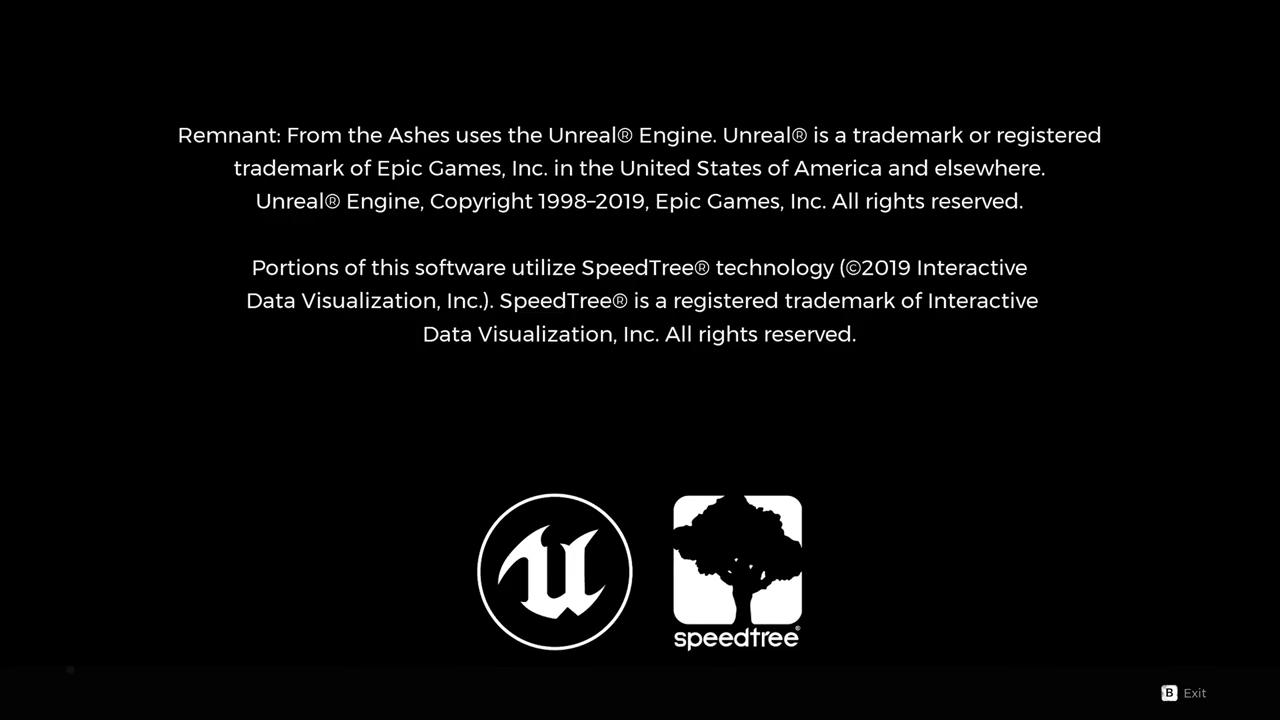 Remnant: From the Ashes uses the Unreal® Engine. Unreal® is a trademark or registered
trademark of Epic Games, Inc. in the United States of America and elsewhere.
Unreal® Engine, Copyright 1998–2019, Epic Games, Inc. All rights reserved.
Portions of this software utilize SpeedTree® technology (©2019 Interactive
Data Visualization, Inc.). SpeedTree® is a registered trademark of Interactive
Data Visualization, Inc. All rights reserved.
U
speedtree®
B Exit